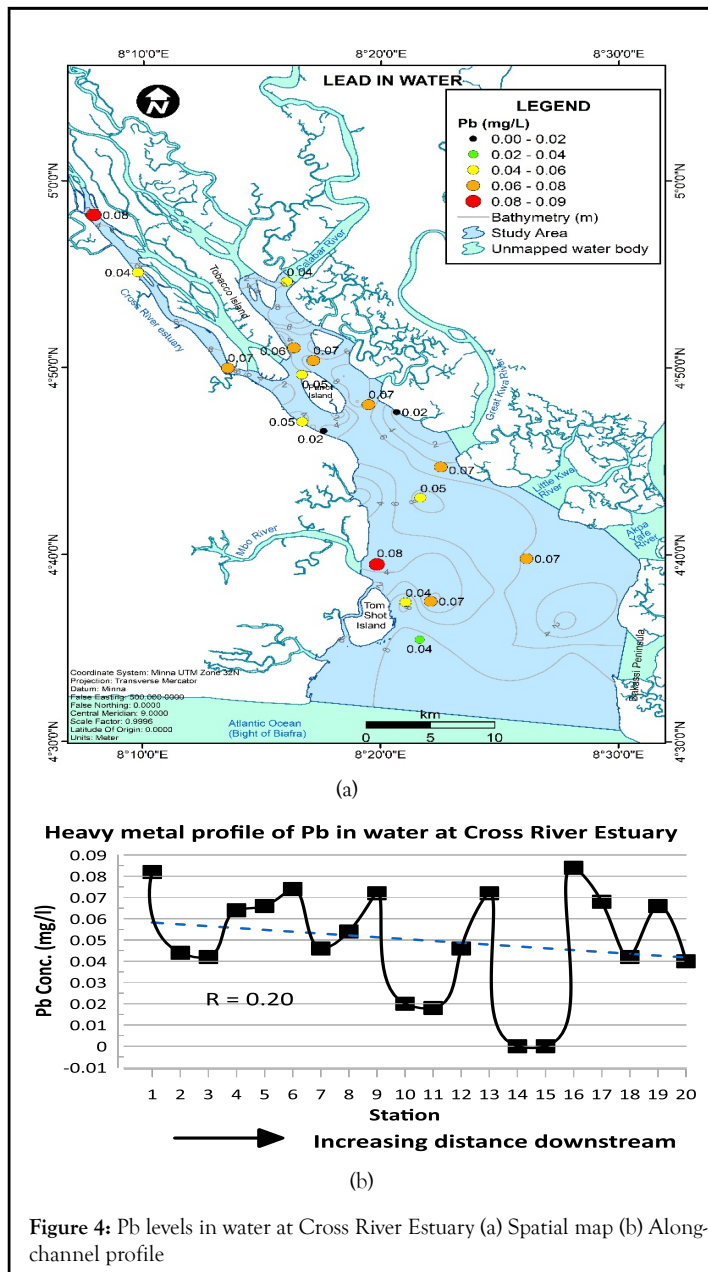 8°10'0"E 8°20'0"E 8°30'0"E
LEAD IN WATER
N
LEGEND
Pb (mg/L)
0.00 - 0.02
0.02 - 0.04
0.04 - 0.06
0.06 - 0.08
0.08 - 0.09
Bathymetry (m)
Study Area
Unmapped water body
5°0'0"N 5°0'0"N
0.08
0.04
Calabar River
0.04
Tobacco Island
Cross River estuary
0.07
0.06
0.07
4°50'0"N 4°50'0"N
0.05
Island
0.07
0.02
Great Kwa River
0.05
0.02
0.07
Little Kwa
River
0.05
Akpa
Yafe
River
Mbo River
4°40'0"N 4°40'0"N
0.08
0.07
0.04
0.07
Tom
Shot
Island
0.04
Bakassi Peninsula
Coordinate System: Minna UTM Zone 32N
Projection: Transverse Mercator
Datum: Minna
False Easting: 500,000.0000
False Northing: 0.0000
Central Meridian: 9.0000
Scale Factor: 0.9996
Latitude Of Origin: 0.0000
Units: Meter
Atlantic Ocean
(Bight of Biafra)
km
0 5 10
4°30'0"N 4°30'0"N
8°10'0"E 8°20'0"E 8°30'0"E
(a)
Heavy metal profile of Pb in water at Cross River Estuary
Pb Conc. (mg/l)
0.09
0.08
0.07
0.06
0.05
0.04
0.03
0.02
0.01
0
-0.01
R = 0.20
1 2 3 4 5 6 7 8 9 10 11 12 13 14 15 16 17 18 19 20
Station
Increasing distance downstream
(b)
Figure 4: Pb levels in water at Cross River Estuary (a) Spatial map (b) Along-
channel profile